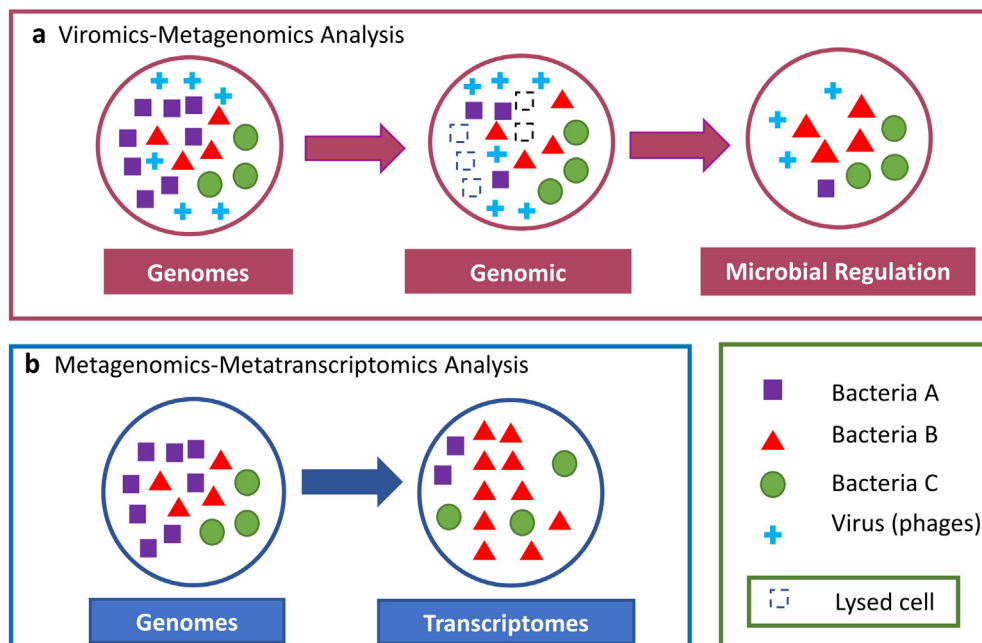 a Viromics-Metagenomics Analysis
Genomes
Genomic
Microbial Regulation
b Metagenomics-Metatranscriptomics Analysis
Genomes
Transcriptomes
Bacteria A
Bacteria B
Bacteria C
Virus (phages)
Lysed cell